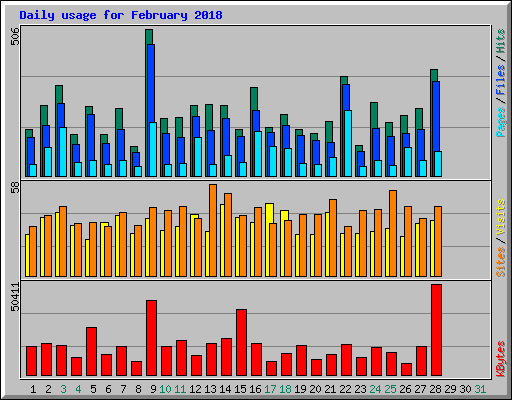 Daily usage for February 2018
506
Pages / Files / Hits
58
Sites / Visits
50411
KBytes
1 2 3 4 5 6 7 8 9 10 11 12 13 14 15 16 17 18 19 20 21 22 23 24 25 26 27 28 29 30 31